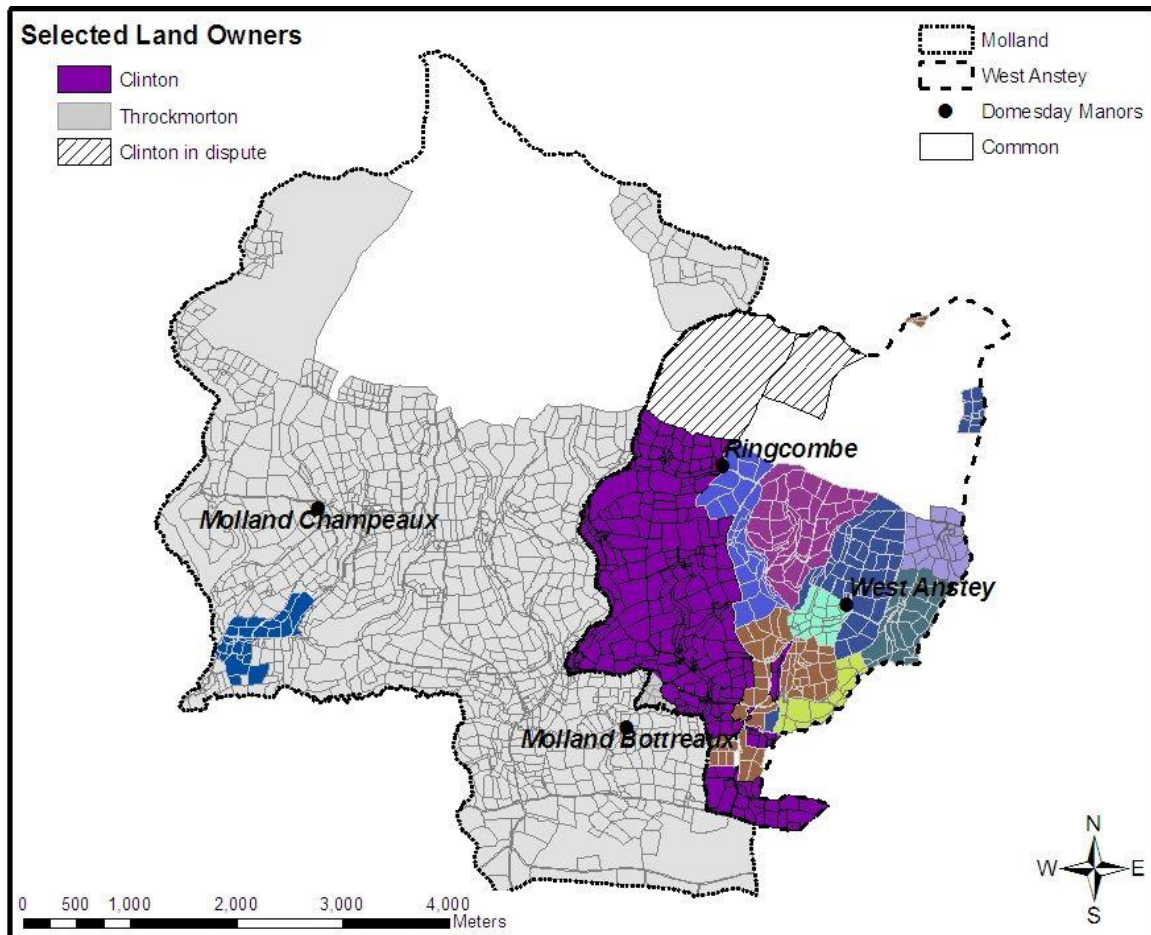 Selected Land Owners
Clinton
Throckmorton
Clinton in dispute
Molland
West Anstey
Domesday Manors
Common
Ringcombe
Molland Champeaux
West Anstey
Molland Bottreaux
N
W E
S
0 500 1,000 2,000 3,000 4,000
Meters